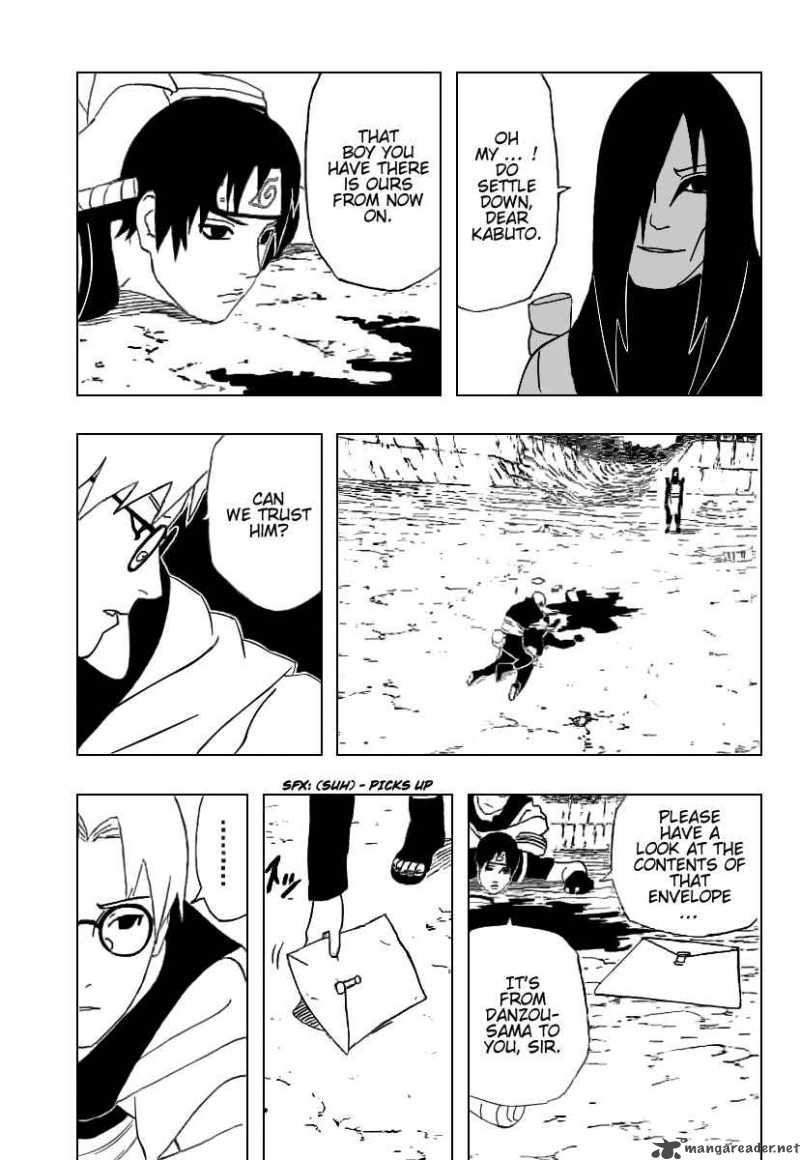 OH
MY ... !
DO
SETTLE
DOWN,
DEAR
KABUTO.
THAT
BOY YOU
HAVE THERE
IS OURS
FROM NOW
ON.
CAN
WE TRUST
HIM?
PLEASE
HAVE A
LOOK AT THE
CONTENTS OF
THAT
ENVELOPE
...
IT'S
FROM
DANZOU-
SAMA TO
YOU, SIR.
SFX: (SUH) - PICKS UP
ズッ
.........
mangareader.net